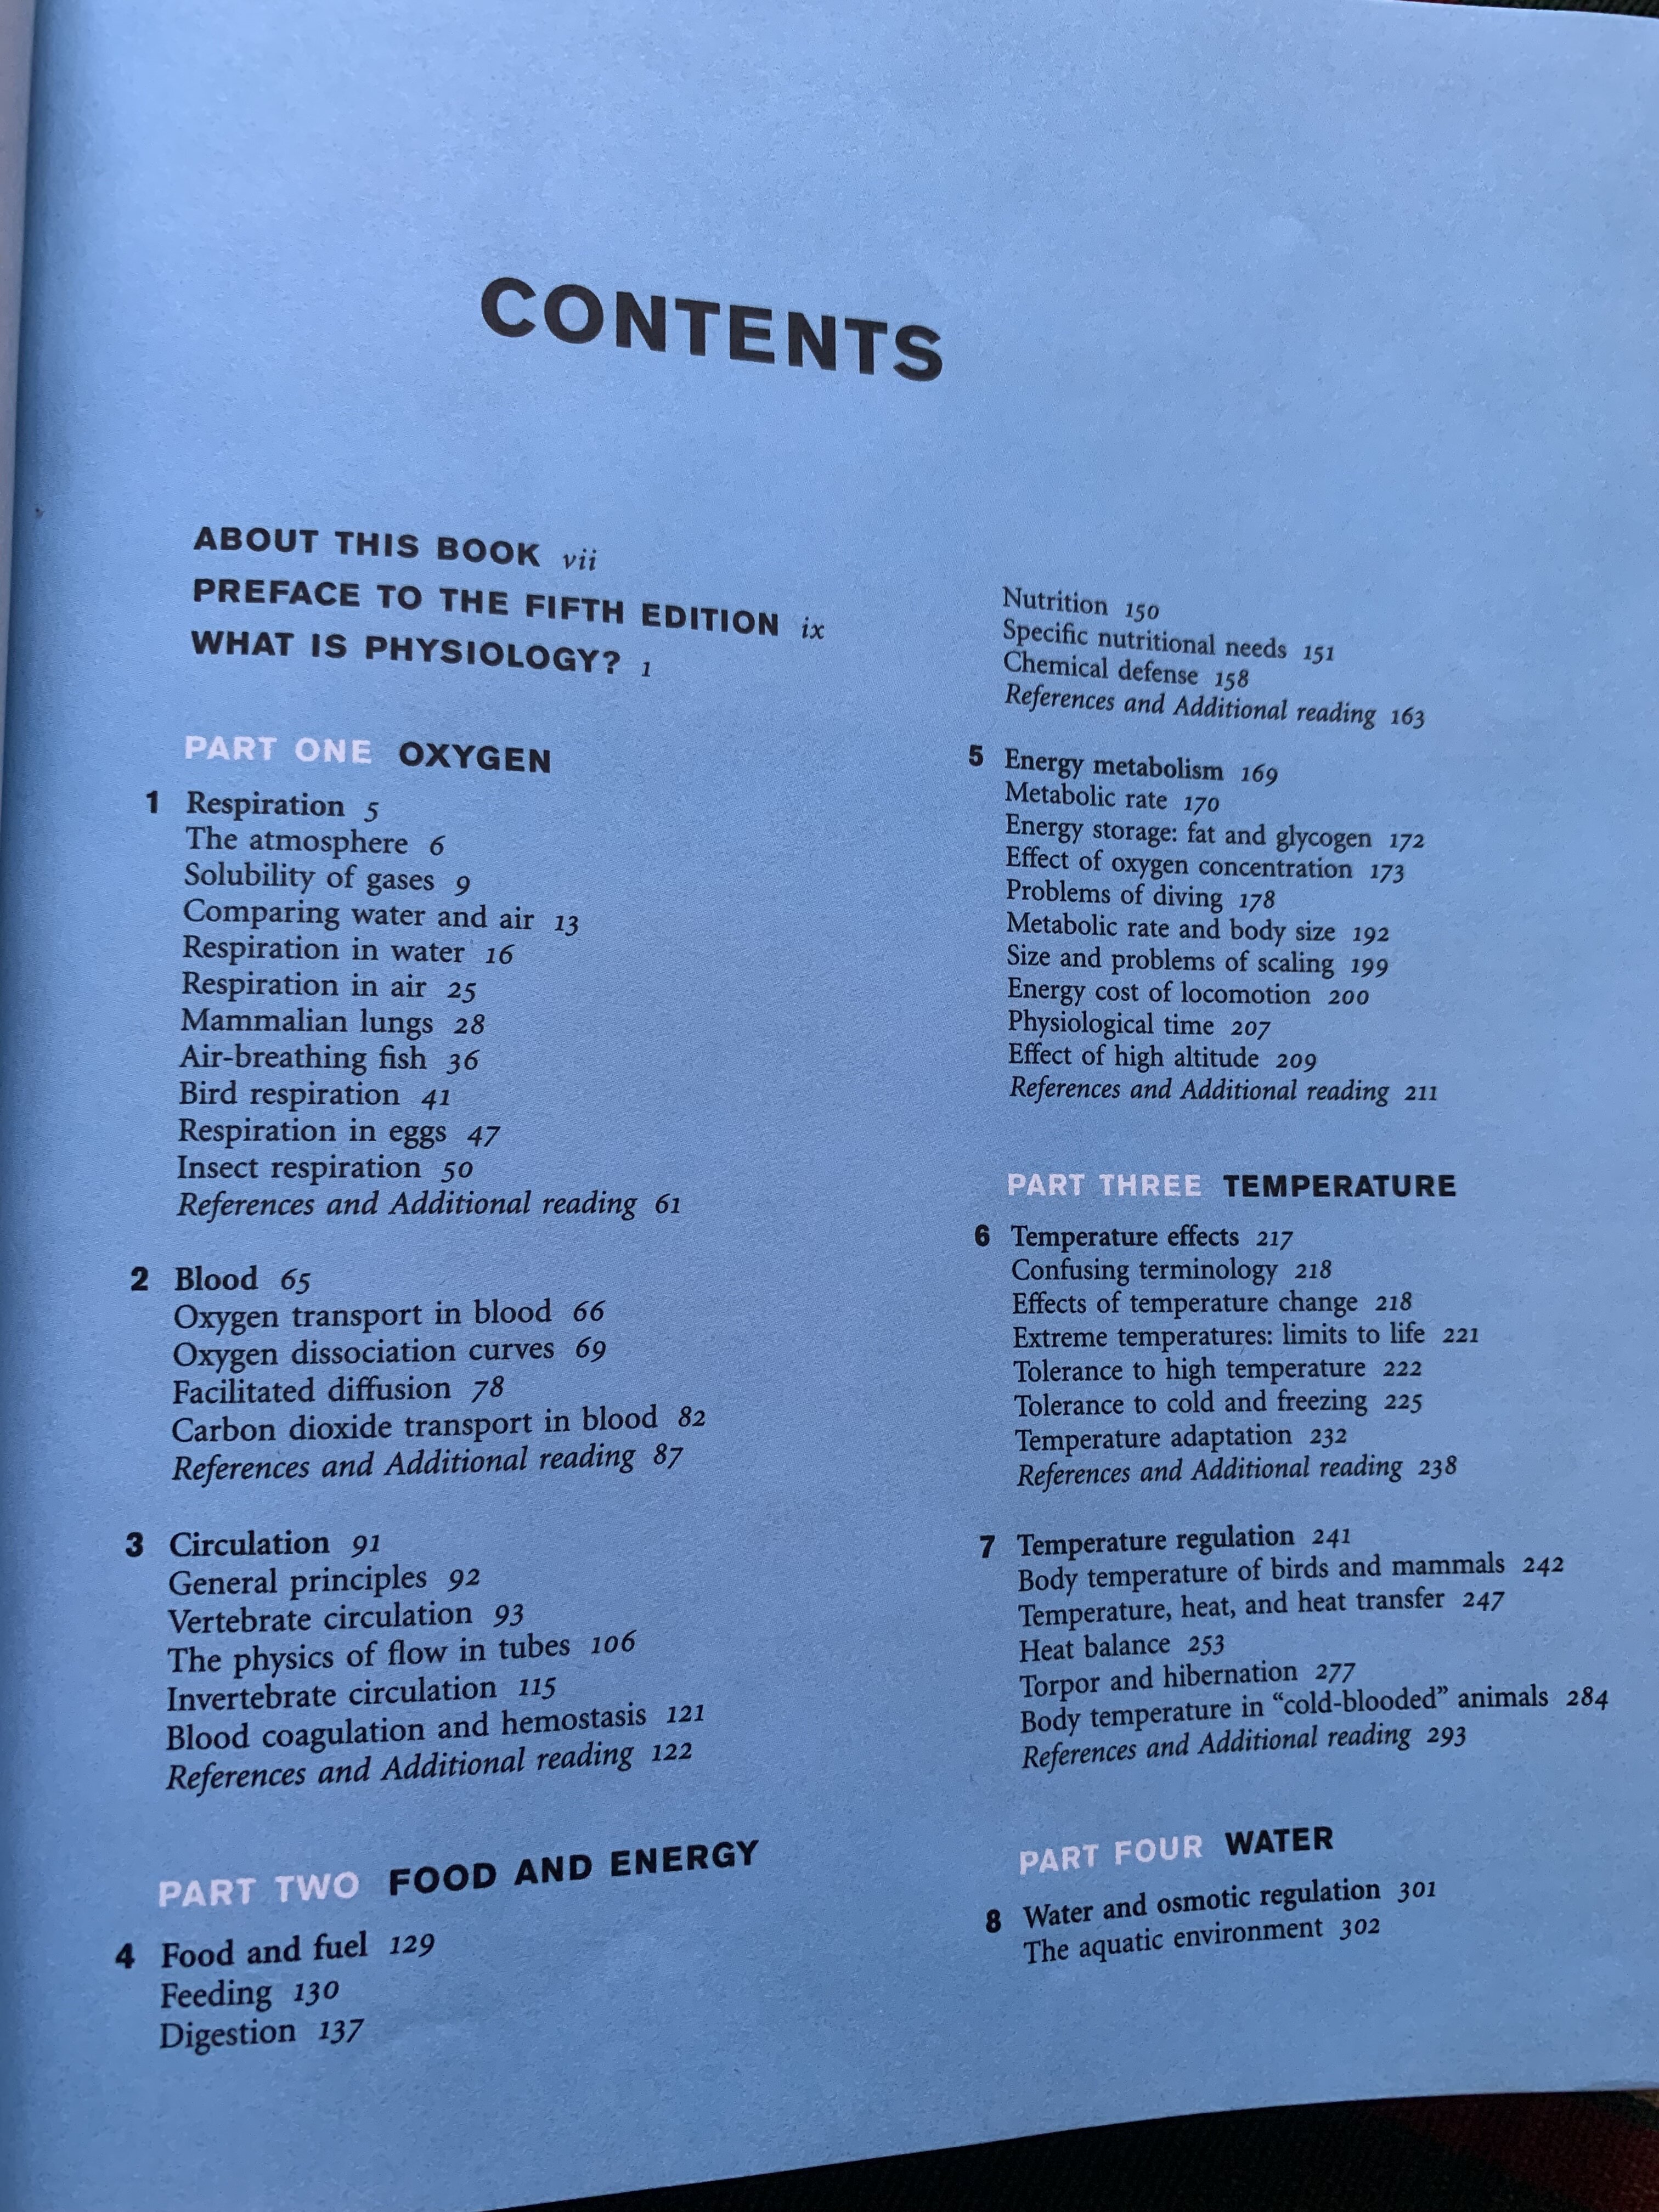 CONTENTS
ABOUT THIS BOOK vii
PREFACE TO THE FIFTH EDITION ix
WHAT IS PHYSIOLOGY? 1
PART ONE OXYGEN
1 Respiration 5
The atmosphere 6
Solubility of gases 9
Comparing water and air 13
Respiration in water 16
Respiration in air 25
Mammalian lungs 28
Air-breathing fish 36
Bird respiration 41
Respiration in eggs 47
Insect respiration 50
References and Additional reading 61
2 Blood 65
Oxygen transport in blood 66
Oxygen dissociation curves 69
Facilitated diffusion 78
Carbon dioxide transport in blood 82
References and Additional reading 87
3 Circulation 91
General principles 92
Vertebrate circulation 93
The physics of flow in tubes 106
Invertebrate circulation 115
Blood coagulation and hemostasis 121
References and Additional reading 122
PART TWO FOOD AND ENERGY
4 Food and fuel 129
Feeding 130
Digestion 137
Nutrition 150
Specific nutritional needs 151
Chemical defense 158
References and Additional reading 163
5 Energy metabolism 169
Metabolic rate 170
Energy storage: fat and glycogen 172
Effect of oxygen concentration 173
Problems of diving 178
Metabolic rate and body size 192
Size and problems of scaling 199
Energy cost of locomotion 200
Physiological time 207
Effect of high altitude 209
References and Additional reading 211
PART THREE TEMPERATURE
6 Temperature effects 217
Confusing terminology 218
Effects of temperature change 218
Extreme temperatures: limits to life 221
Tolerance to high temperature 222
Tolerance to cold and freezing 225
Temperature adaptation 232
References and Additional reading 238
7 Temperature regulation 241
Body temperature of birds and mammals 242
Temperature, heat, and heat transfer 247
Heat balance 253
Torpor and hibernation 277
Body temperature in “cold-blooded” animals 284
References and Additional reading 293
PART FOUR WATER
8 Water and osmotic regulation 301
The aquatic environment 302